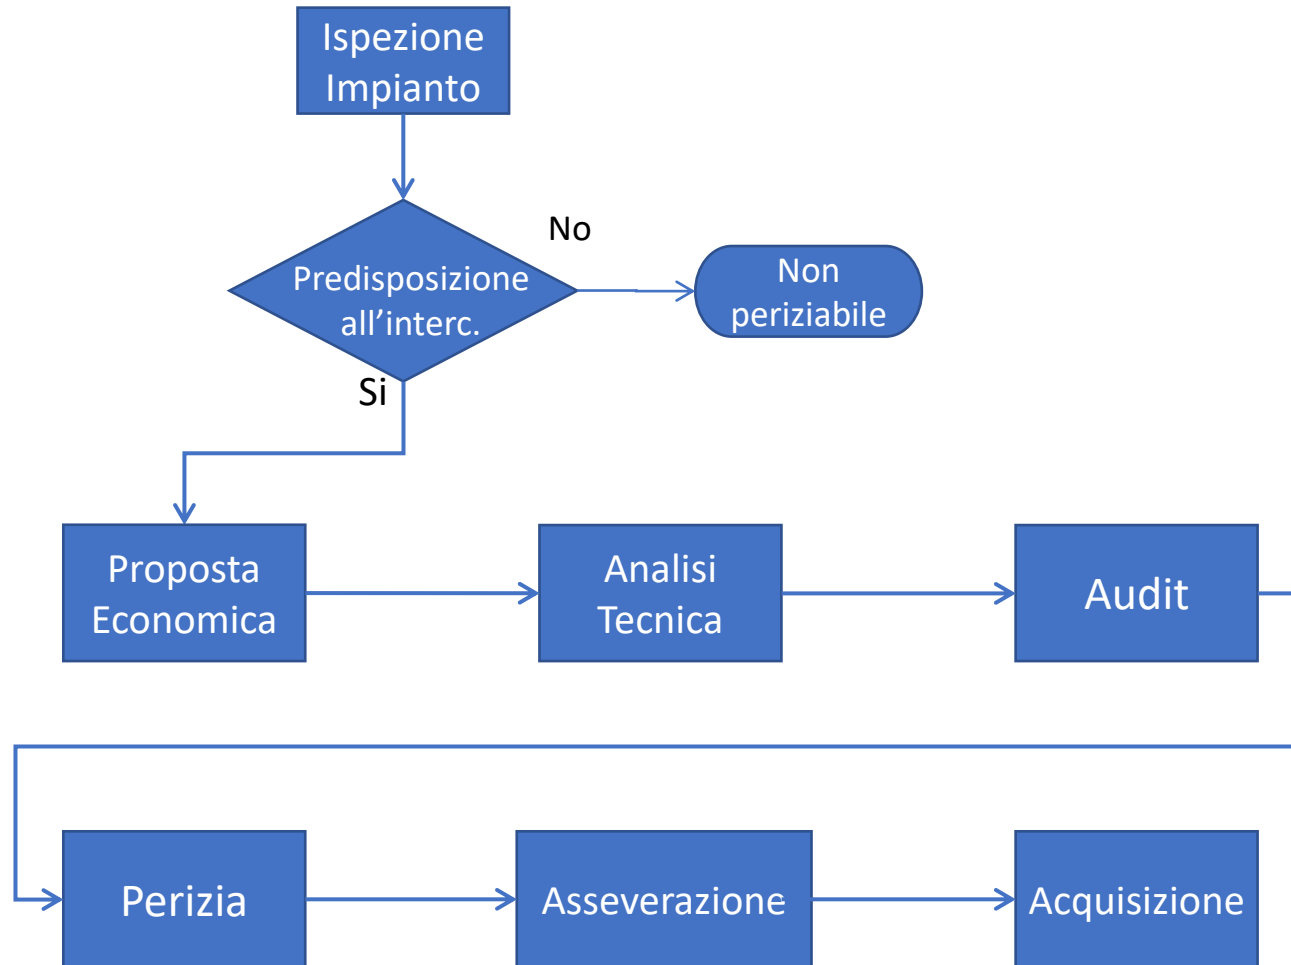 Ispezione
Impianto
No
Predisposizione
all’interc.
Non
periziabile
Si
Proposta
Economica
Analisi
Tecnica
Audit
Perizia
Asseverazione
Acquisizione